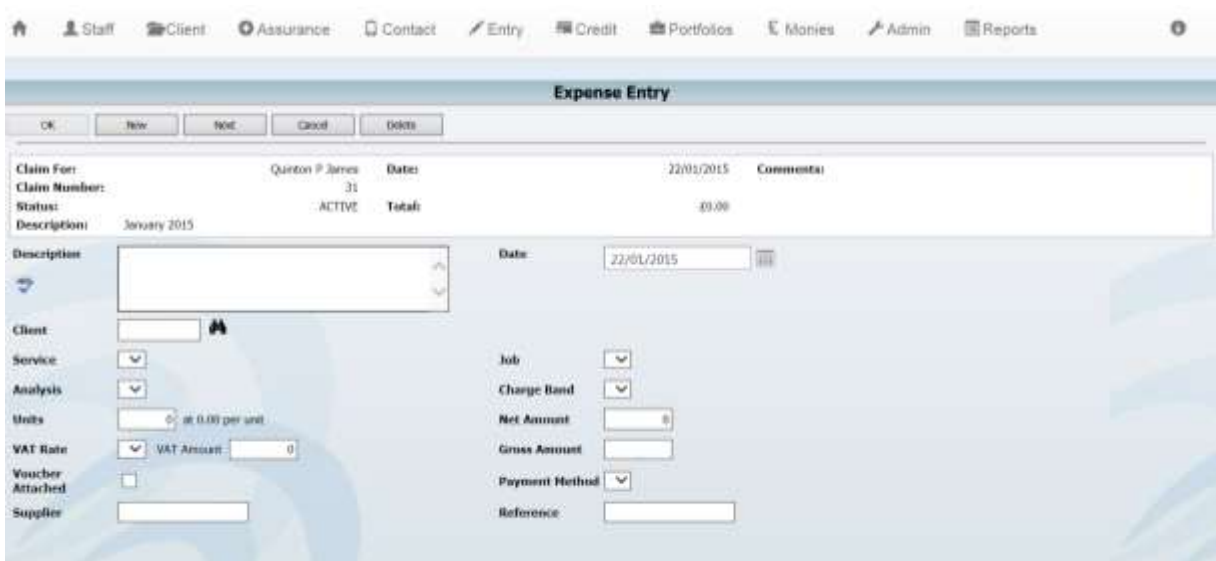 Staff Client Assurance Contact Entry Credit Portfolios £ Monies Admin Reports
Expense Entry
OK New Next Cancel Delete
Claim For: Quinton P James Date: 22/01/2015 Comments:
Claim Number: 31
Status: ACTIVE Total: £0.00
Description: January 2015
Description Date 22/01/2015
Client
Service Job
Analysis Charge Band
Units 0 at 0.00 per unit Net Amount 0
VAT Rate VAT Amount 0 Gross Amount
Voucher
Attached Payment Method
Supplier Reference